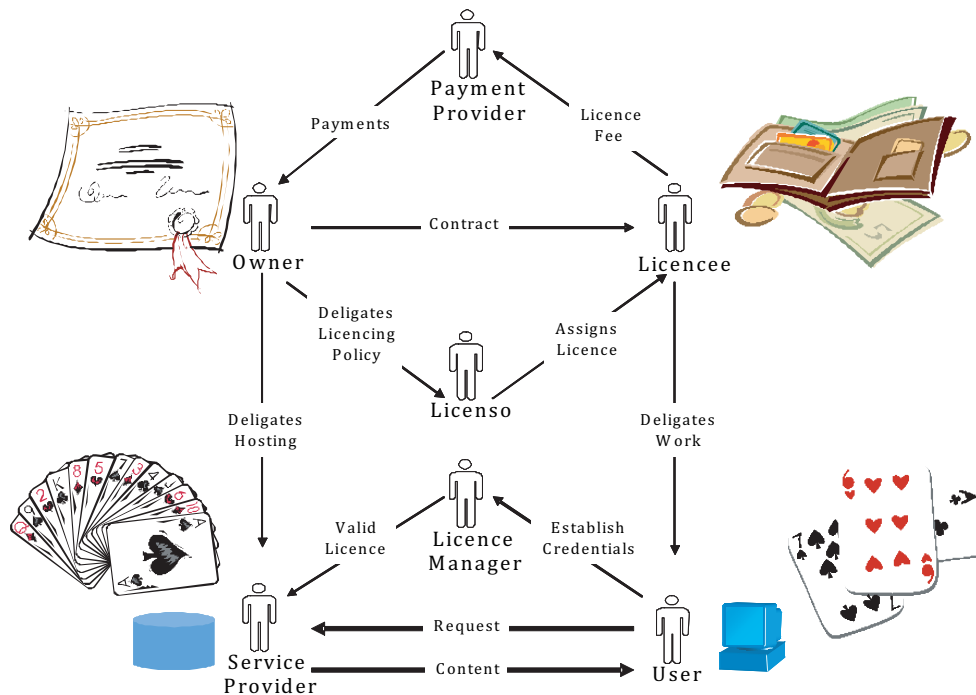 Payment
Provider
Payments
Licence
Fee
Owner
Contract
Licencee
Deligates
Licencing
Policy
Assigns
Licence
Licenso
Deligates
Hosting
Deligates
Work
Valid
Licence
Licence
Manager
Establish
Credentials
Request
Service
Provider
Content
User